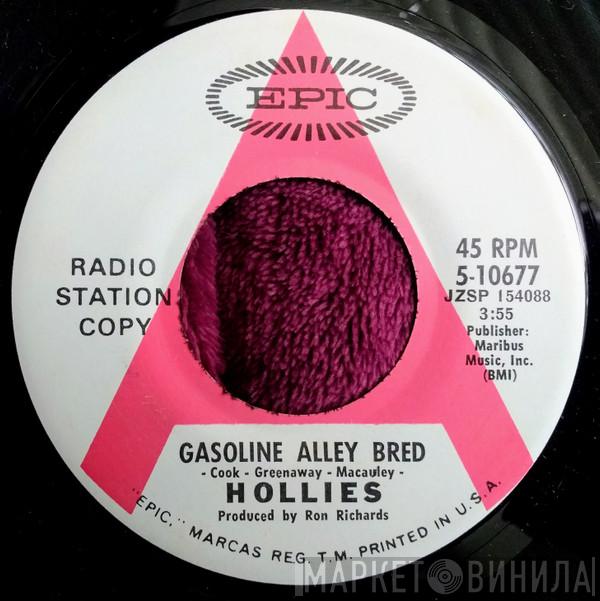 EPIC
RADIO
STATION
COPY
45 RPM
5-10677
JZSP 154088
3:55
Publisher:
Maribus
Music, Inc.
(BMI)
GASOLINE ALLEY BRED
- Cook - Greenaway - Macauley -
HOLLIES
Produced by Ron Richards
"EPIC," MARCAS REG. T.M. PRINTED IN U.S.A.
МАРКЕТ ВИНИЛА